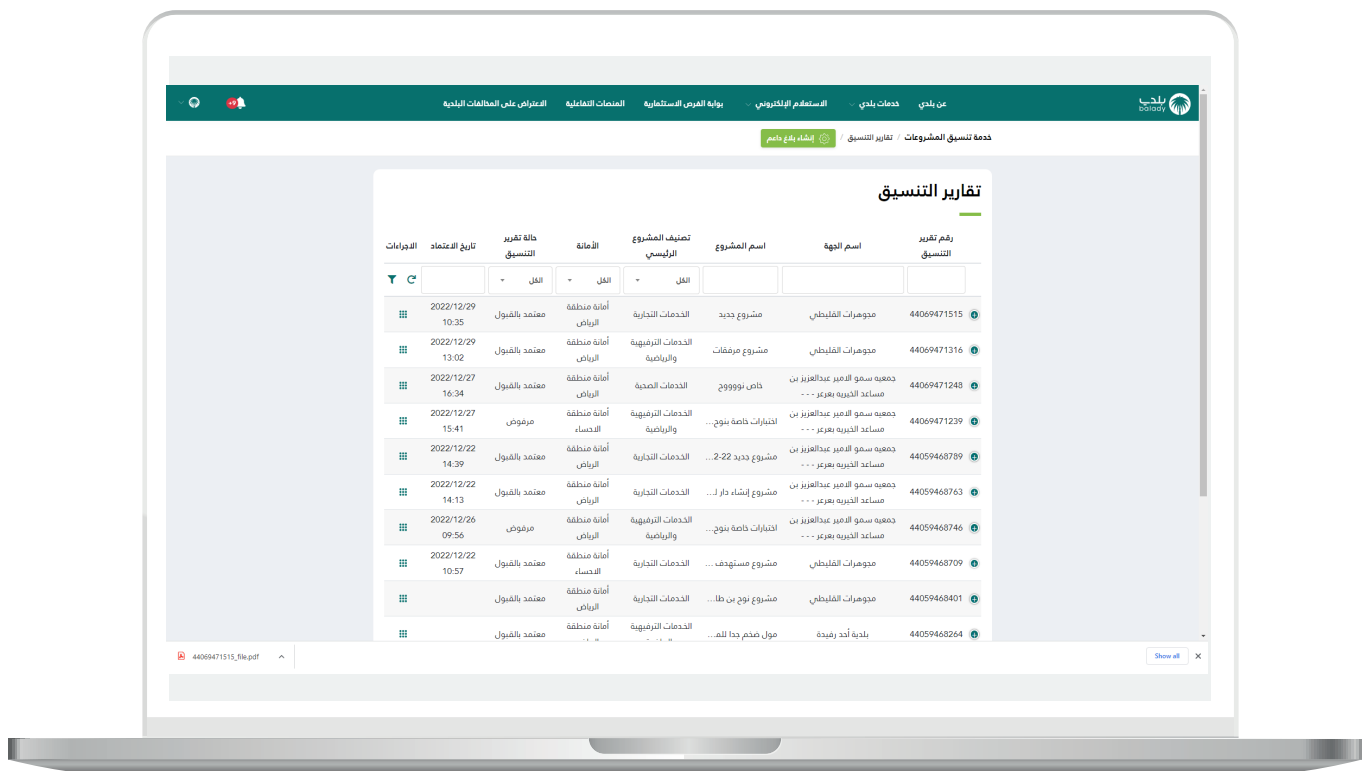 بلدي
balady
عن بلدي
خدمات بلدي
الاستعلام الإلكتروني
بوابة الفرص الاستثمارية
المنصات التفاعلية
الاعتراض على المخالفات البلدية
+9
خدمة تنسيق المشروعات / تقارير التنسيق / إنشاء بلاغ داعم
تقارير التنسيق
رقم تقرير التنسيق
اسم الجهة
اسم المشروع
تصنيف المشروع الرئيسي
الأمانة
حالة تقرير التنسيق
تاريخ الاعتماد
الاجراءات
الكل
الكل
الكل
44069471515 مجوهرات القليطي مشروع جديد الخدمات التجارية أمانة منطقة الرياض معتمد بالقبول 2022/12/29 10:35
44069471316 مجوهرات القليطي مشروع مرفقات الخدمات الترفيهية والرياضية أمانة منطقة الرياض معتمد بالقبول 2022/12/29 13:02
44069471248 جمعيه سمو الامير عبدالعزيز بن مساعد الخيريه بعرعر - - - خاص نووووح الخدمات الصحية أمانة منطقة الرياض معتمد بالقبول 2022/12/27 16:34
44069471239 جمعيه سمو الامير عبدالعزيز بن مساعد الخيريه بعرعر - - - اختبارات خاصة بنوح... الخدمات الترفيهية والرياضية أمانة منطقة الاحساء مرفوض 2022/12/27 15:41
44059468789 جمعيه سمو الامير عبدالعزيز بن مساعد الخيريه بعرعر - - - مشروع جديد 22-2... الخدمات التجارية أمانة منطقة الرياض معتمد بالقبول 2022/12/22 14:39
44059468763 جمعيه سمو الامير عبدالعزيز بن مساعد الخيريه بعرعر - - - مشروع إنشاء دار لـ... الخدمات التجارية أمانة منطقة الرياض معتمد بالقبول 2022/12/22 14:13
44059468746 جمعيه سمو الامير عبدالعزيز بن مساعد الخيريه بعرعر - - - اختبارات خاصة بنوح... الخدمات الترفيهية والرياضية أمانة منطقة الرياض مرفوض 2022/12/26 09:56
44059468709 مجوهرات القليطي مشروع مستهدف ... الخدمات التجارية أمانة منطقة الاحساء معتمد بالقبول 2022/12/22 10:57
44059468401 مجوهرات القليطي مشروع نوح بن طا... الخدمات التجارية أمانة منطقة الرياض معتمد بالقبول
44059468264 بلدية أحد رفيدة مول ضخم جدا للمـ... الخدمات الترفيهية أمانة منطقة معتمد بالقبول
44069471515_file.pdf
Show all